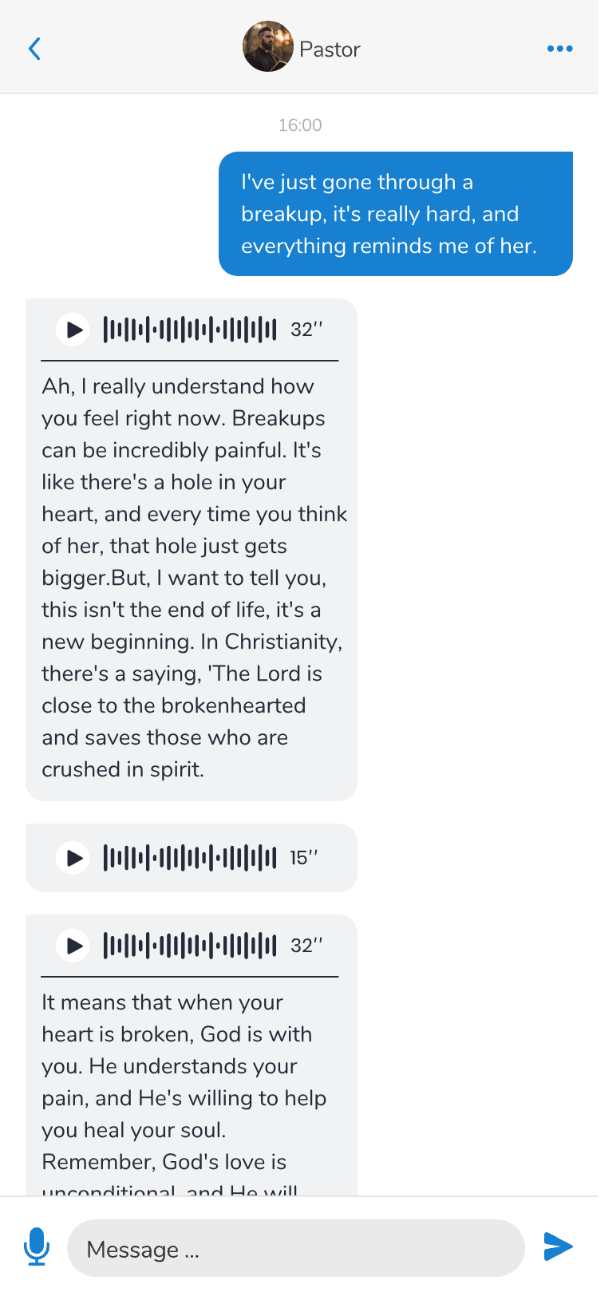 Pastor
16:00
I've just gone through a
breakup, it's really hard, and
everything reminds me of her.
32′′
Ah, I really understand how
you feel right now. Breakups
can be incredibly painful. It's
like there's a hole in your
heart, and every time you think
of her, that hole just gets
bigger.But, I want to tell you,
this isn't the end of life, it's a
new beginning. In Christianity,
there's a saying, 'The Lord is
close to the brokenhearted
and saves those who are
crushed in spirit.
15′′
32′′
It means that when your
heart is broken, God is with
you. He understands your
pain, and He's willing to help
you heal your soul.
Remember, God's love is
unconditional, and He will
Message ...